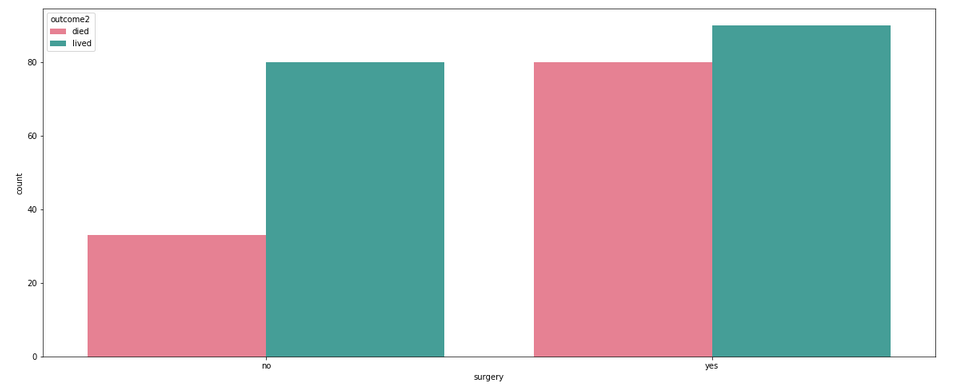 outcome2
died
lived
80
60
40
20
0
count
no
yes
surgery